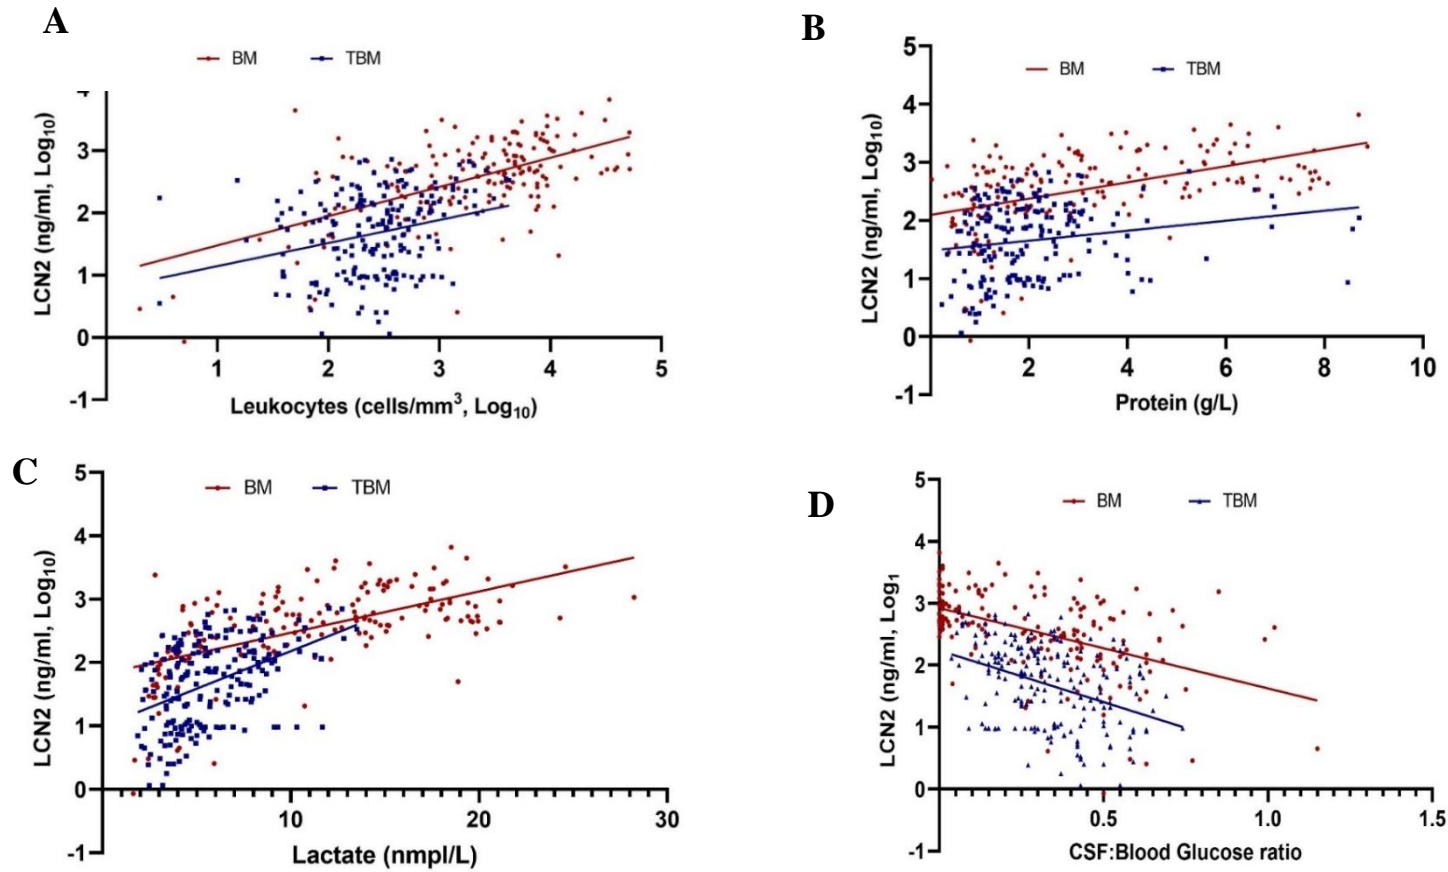 A
BM TBM
4
3
2
1
0
-1
1 2 3 4 5
LCN2 (ng/ml, Log10)
Leukocytes (cells/mm3, Log10)
B
BM TBM
5
4
3
2
1
0
-1
2 4 6 8 10
LCN2 (ng/ml, Log10)
Protein (g/L)
C
BM TBM
5
4
3
2
1
0
-1
10 20 30
LCN2 (ng/ml, Log10)
Lactate (nmpl/L)
D
BM TBM
5
4
3
2
1
0
-1
0.5 1.0 1.5
LCN2 (ng/ml, Log1
CSF:Blood Glucose ratio